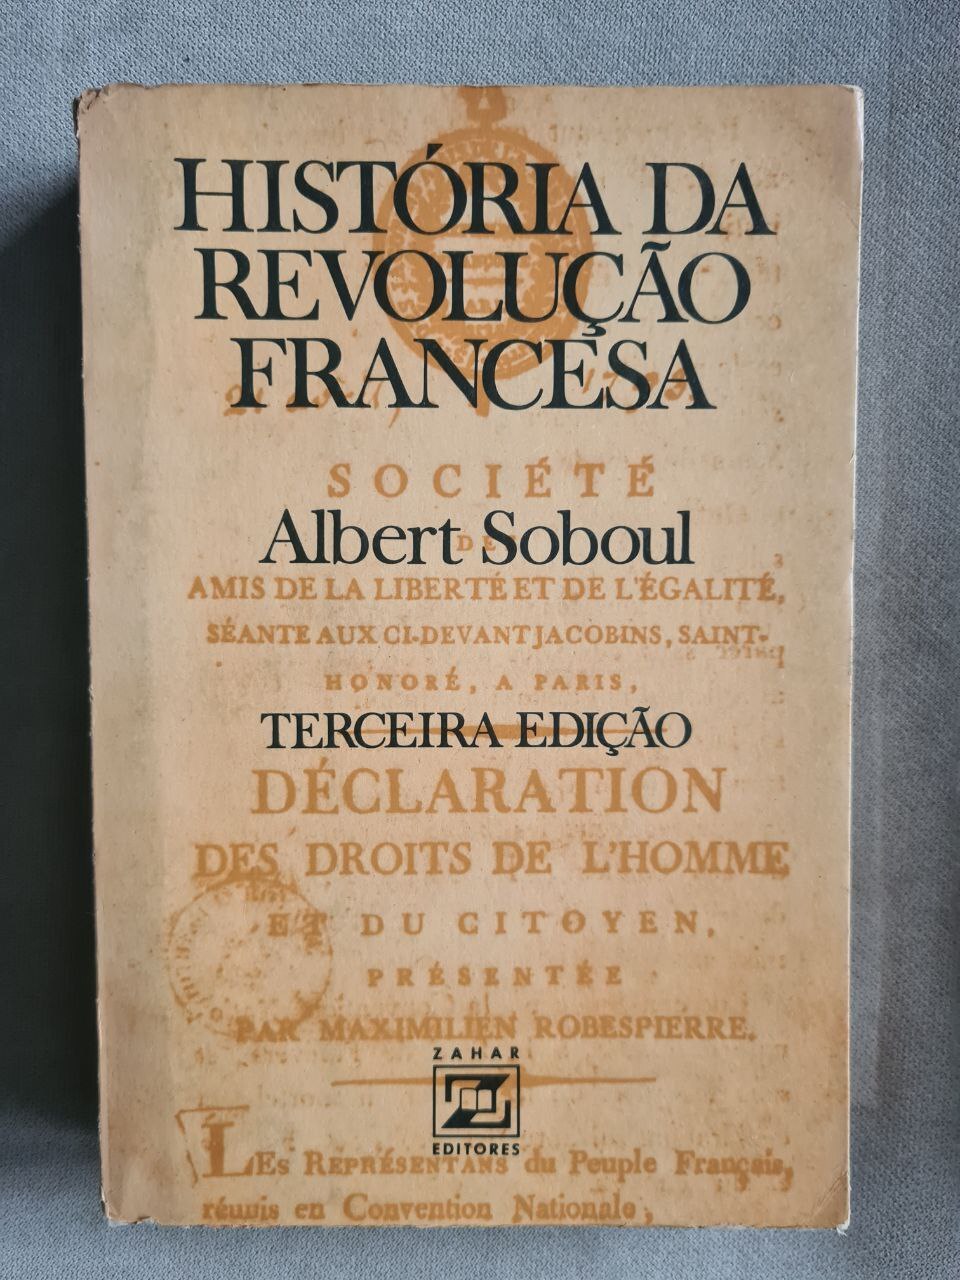 HISTÓRIA DA
REVOLUÇÃO
FRANCESA
SOCIÉTÉ
Albert Soboul
AMIS DE LA LIBERTÉ ET DE L'ÉGALITÉ,
SÉANTE AUX CI-DEVANT JACOBINS, SAINT-
HONORÉ, A PARIS,
TERCEIRA EDIÇÃO
DÉCLARATION
DES DROITS DE L'HOMME
ET DU CITOYEN,
PRÉSENTÉE
PAR MAXIMILIEN ROBESPIERRE.
ZAHAR
EDITORES
LES REPRÉSENTANS du Peuple Français,
réunis en Convention Nationale,